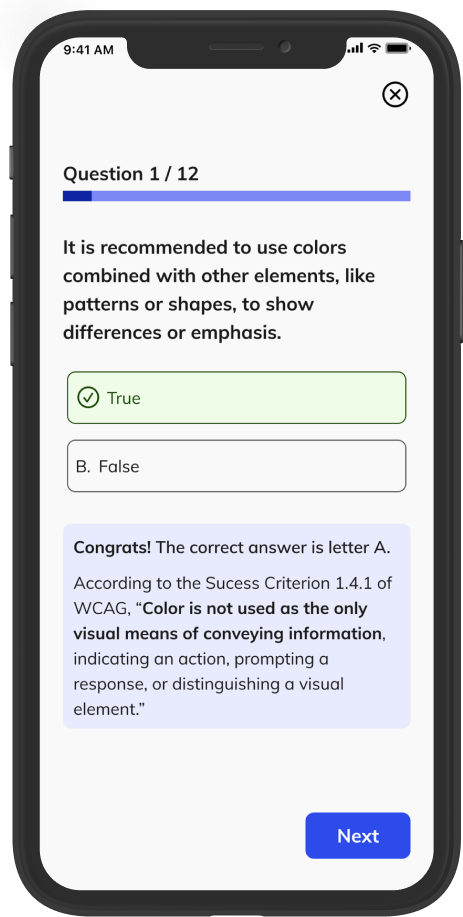 9:41 AM
Question 1 / 12
It is recommended to use colors
combined with other elements, like
patterns or shapes, to show
differences or emphasis.
True
B. False
Congrats! The correct answer is letter A.
According to the Sucess Criterion 1.4.1 of
WCAG, “Color is not used as the only
visual means of conveying information,
indicating an action, prompting a
response, or distinguishing a visual
element.”
Next